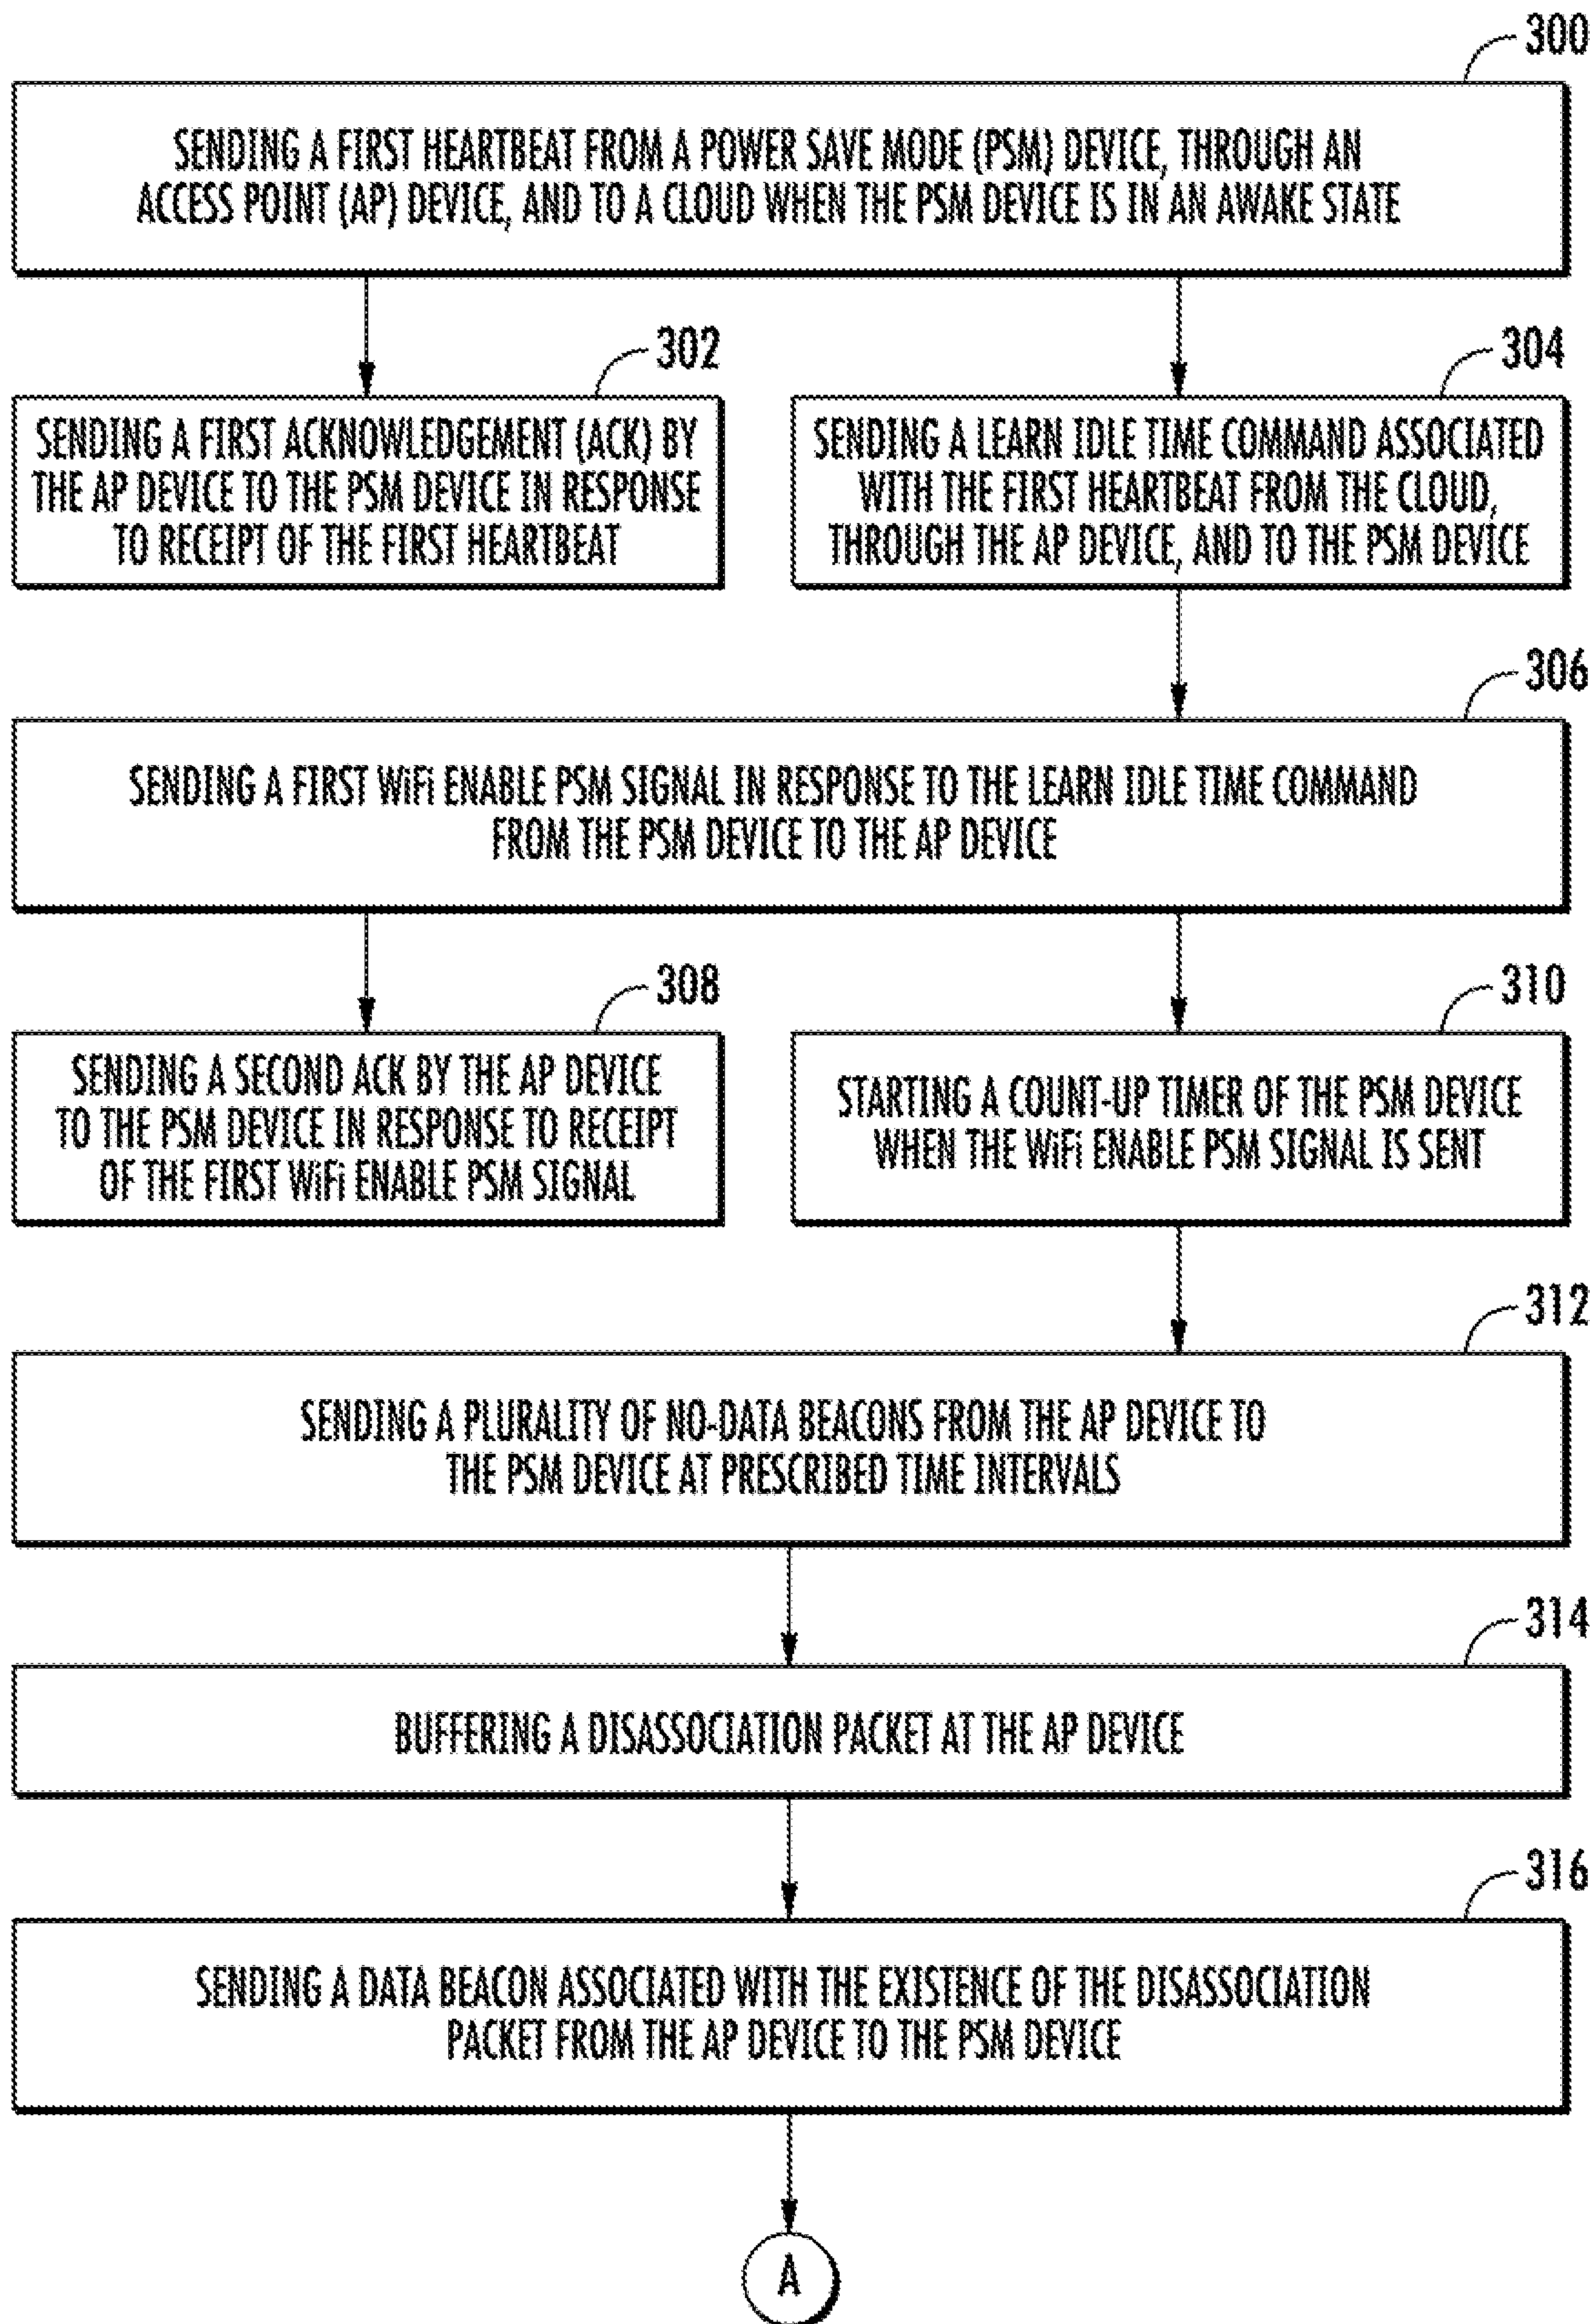 300
SENDING A FIRST HEARTBEAT FROM A POWER SAVE MODE (PSM) DEVICE, THROUGH AN
ACCESS POINT (AP) DEVICE, AND TO A CLOUD WHEN THE PSM DEVICE IS IN AN AWAKE STATE
302
SENDING A FIRST ACKNOWLEDGEMENT (ACK) BY
THE AP DEVICE TO THE PSM DEVICE IN RESPONSE
TO RECEIPT OF THE FIRST HEARTBEAT
304
SENDING A LEARN IDLE TIME COMMAND ASSOCIATED
WITH THE FIRST HEARTBEAT FROM THE CLOUD,
THROUGH THE AP DEVICE, AND TO THE PSM DEVICE
306
SENDING A FIRST WiFi ENABLE PSM SIGNAL IN RESPONSE TO THE LEARN IDLE TIME COMMAND
FROM THE PSM DEVICE TO THE AP DEVICE
308
SENDING A SECOND ACK BY THE AP DEVICE
TO THE PSM DEVICE IN RESPONSE TO RECEIPT
OF THE FIRST WiFi ENABLE PSM SIGNAL
310
STARTING A COUNT-UP TIMER OF THE PSM DEVICE
WHEN THE WiFi ENABLE PSM SIGNAL IS SENT
312
SENDING A PLURALITY OF NO-DATA BEACONS FROM THE AP DEVICE TO
THE PSM DEVICE AT PRESCRIBED TIME INTERVALS
314
BUFFERING A DISASSOCIATION PACKET AT THE AP DEVICE
316
SENDING A DATA BEACON ASSOCIATED WITH THE EXISTENCE OF THE DISASSOCIATION
PACKET FROM THE AP DEVICE TO THE PSM DEVICE
A